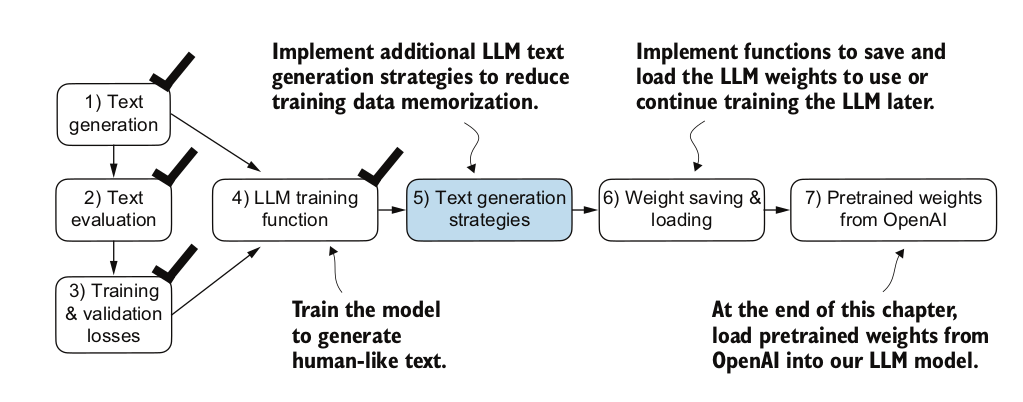 Implement additional LLM text
generation strategies to reduce
training data memorization.
Implement functions to save and
load the LLM weights to use or
continue training the LLM later.
1) Text
generation
2) Text
evaluation
3) Training
& validation
losses
4) LLM training
function
5) Text generation
strategies
6) Weight saving &
loading
7) Pretrained weights
from OpenAI
Train the model
to generate
human-like text.
At the end of this chapter,
load pretrained weights from
OpenAI into our LLM model.